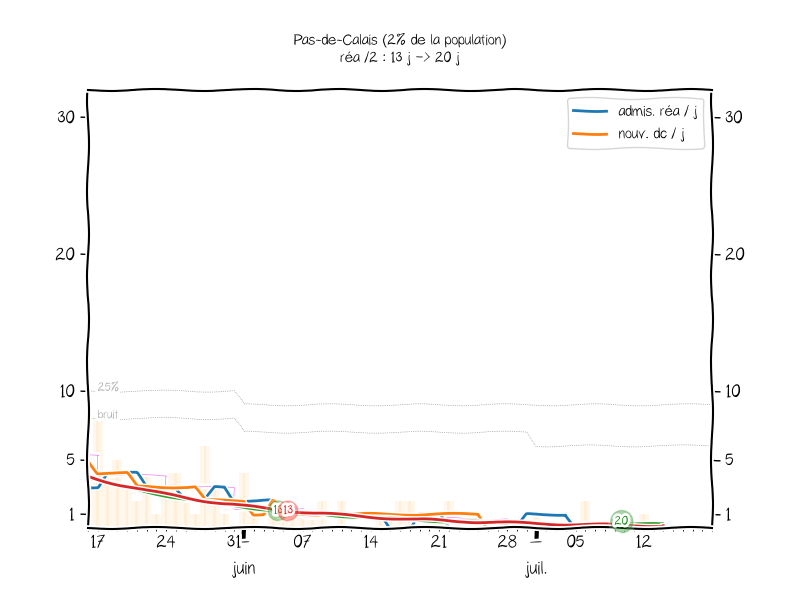 Pas-de-Calais (2% de la population)
réa /2 : 13 j -> 20 j
admis. réa / j
nouv. dc / j
30
30
20
20
10
10
25%
bruit
5
5
1
1
13
20
17 24 31 07 14 21 28 05 12
juin juil.